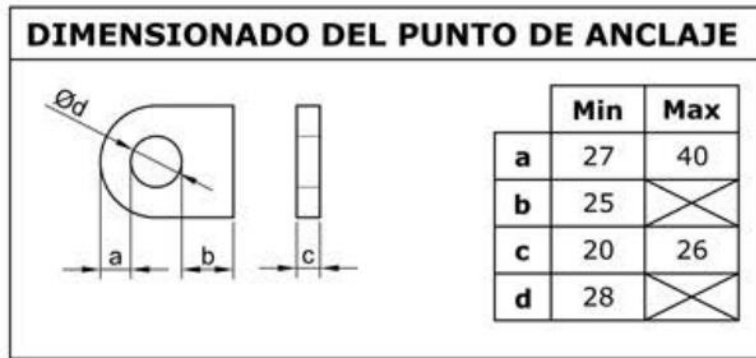 DIMENSIONADO DEL PUNTO DE ANCLAJE
Ød
a b c
Min Max
a 27 40
b 25
c 20 26
d 28